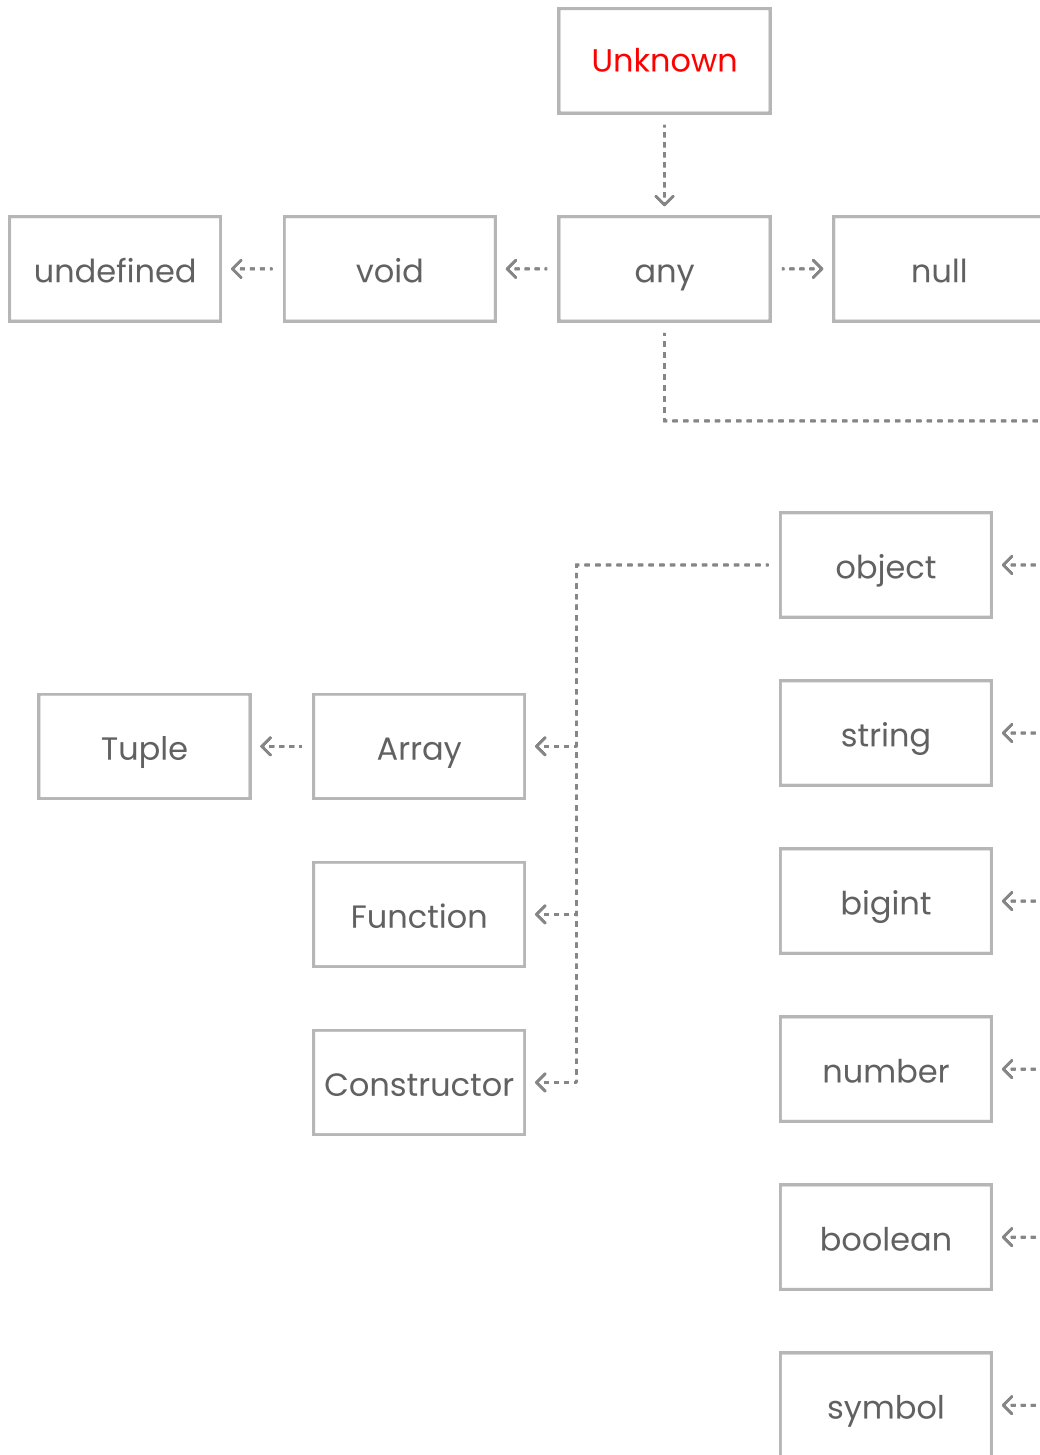 Unknown
undefined
void
any
null
object
string
Tuple
Array
bigint
Function
number
Constructor
boolean
symbol